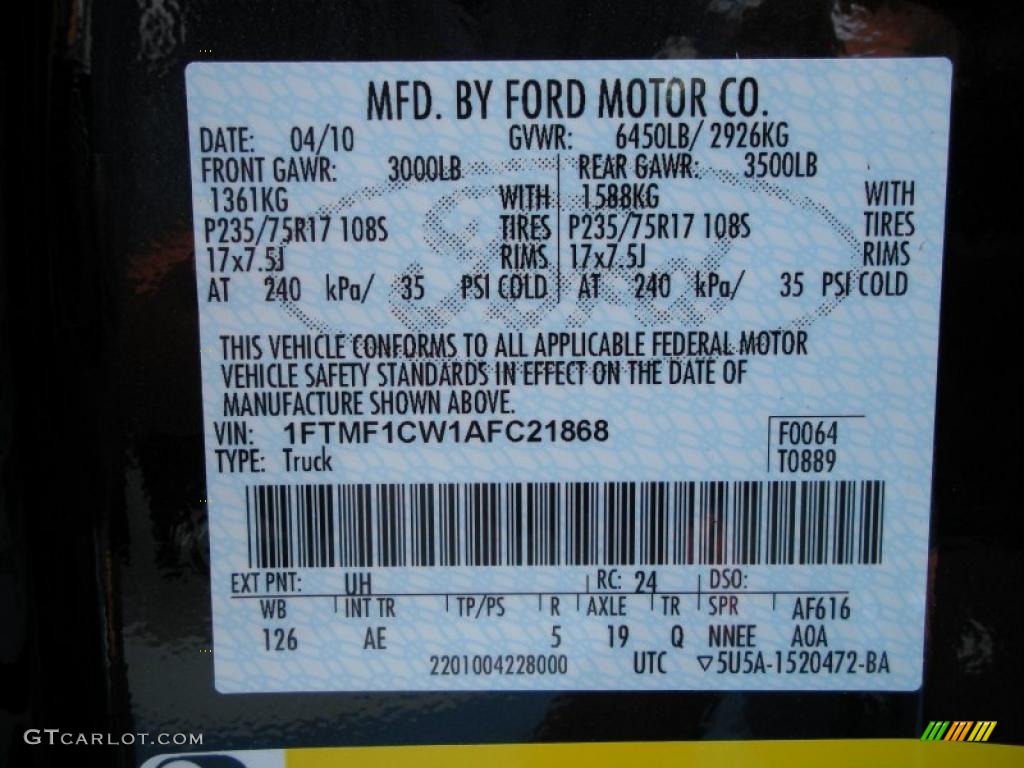 MFD. BY FORD MOTOR CO.
DATE: 04/10 GVWR: 6450LB/ 2926KG
FRONT GAWR: 3000LB REAR GAWR: 3500LB
1361KG WITH 1588KG WITH
P235/75R17 108S TIRES P235/75R17 108S TIRES
17x7.5J RIMS 17x7.5J RIMS
AT 240 kPa/ 35 PSI COLD AT 240 kPa/ 35 PSI COLD
THIS VEHICLE CONFORMS TO ALL APPLICABLE FEDERAL MOTOR
VEHICLE SAFETY STANDARDS IN EFFECT ON THE DATE OF
MANUFACTURE SHOWN ABOVE.
VIN: 1FTMF1CW1AFC21868 F0064
TYPE: Truck T0889
EXT PNT: UH RC: 24 DSO:
WB INT TR TP/PS R AXLE TR SPR AF616
126 AE 5 19 Q NNEE A0A
2201004228000 UTC ▽5U5A-1520472-BA
GTCARLOT.COM